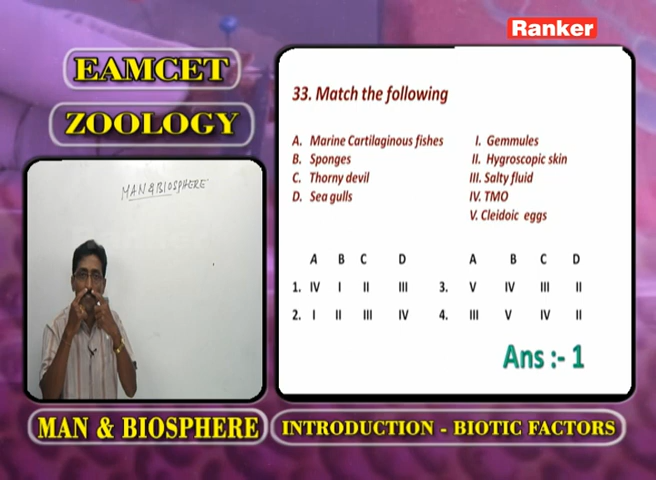 Ranker
EAMCET
ZOOLOGY
MAN & BIOSPHERE
33. Match the following
A. Marine Cartilaginous fishes I. Gemmules
B. Sponges II. Hygroscopic skin
C. Thorny devil III. Salty fluid
D. Sea gulls IV. TMO
V. Cleidoic eggs
A B C D A B C D
1. IV I II III 3. V IV III II
2. I II III IV 4. III V IV II
Ans :- 1
MAN & BIOSPHERE
INTRODUCTION - BIOTIC FACTORS